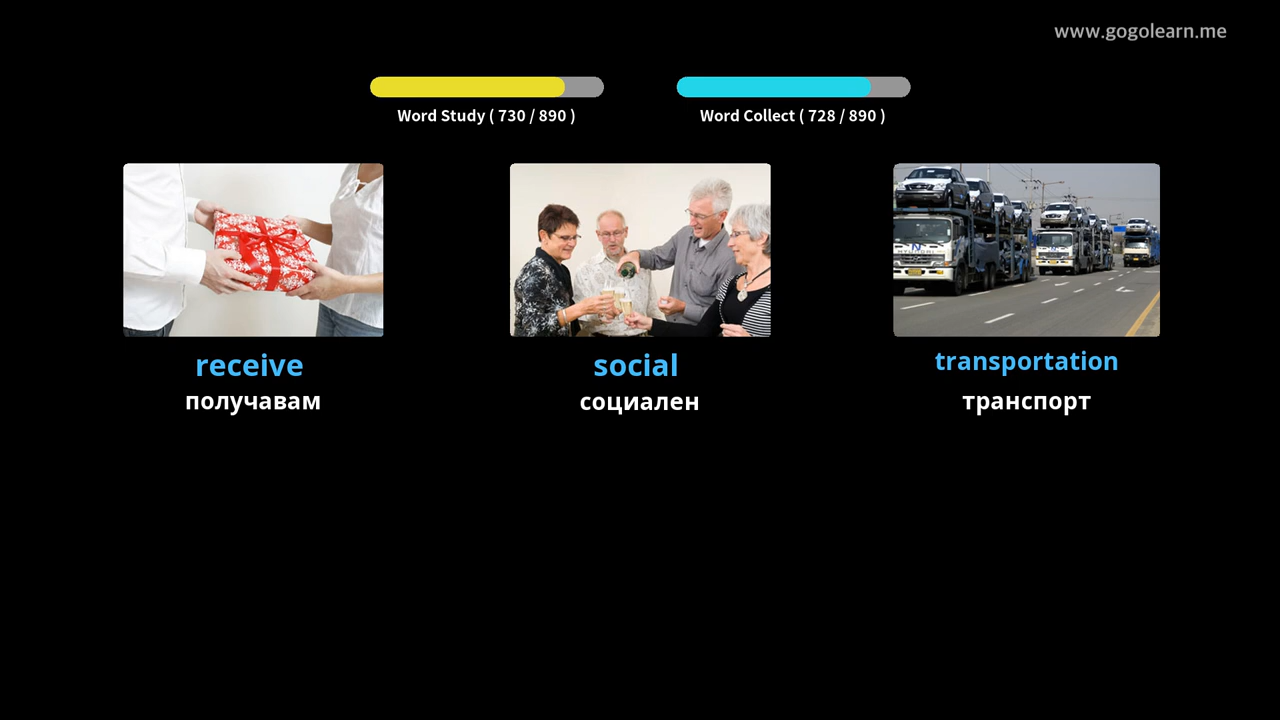 www.gogolearn.me
Word Study ( 730 / 890 )
Word Collect ( 728 / 890 )
receive
social
transportation
получавам
социален
транспорт